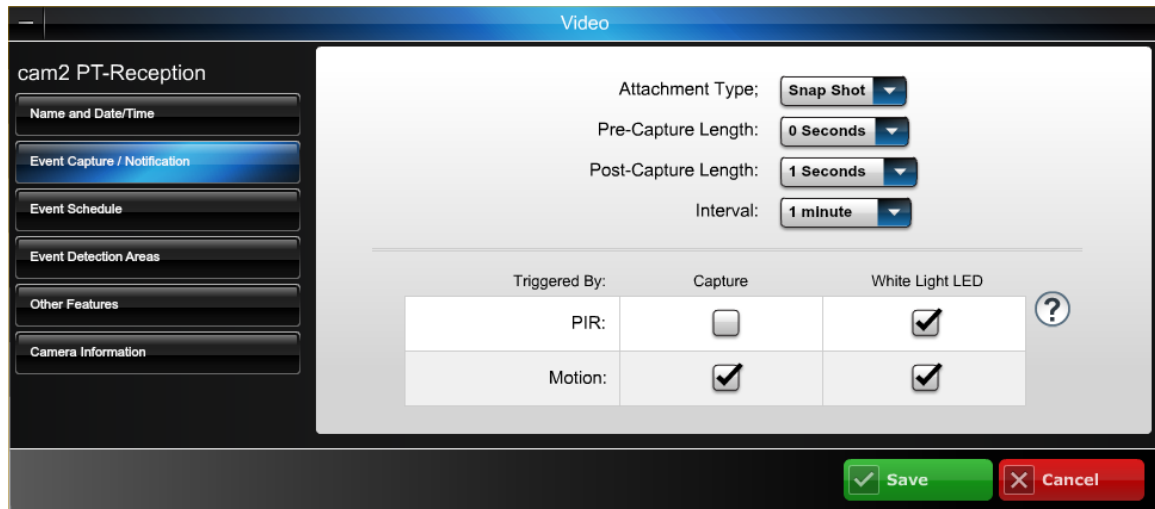 Video
cam2 PT-Reception
Name and Date/Time
Event Capture / Notification
Event Schedule
Event Detection Areas
Other Features
Camera Information
Attachment Type; Snap Shot
Pre-Capture Length: 0 Seconds
Post-Capture Length: 1 Seconds
Interval: 1 minute
Triggered By: Capture White Light LED
PIR:
?
Motion:
Save Cancel